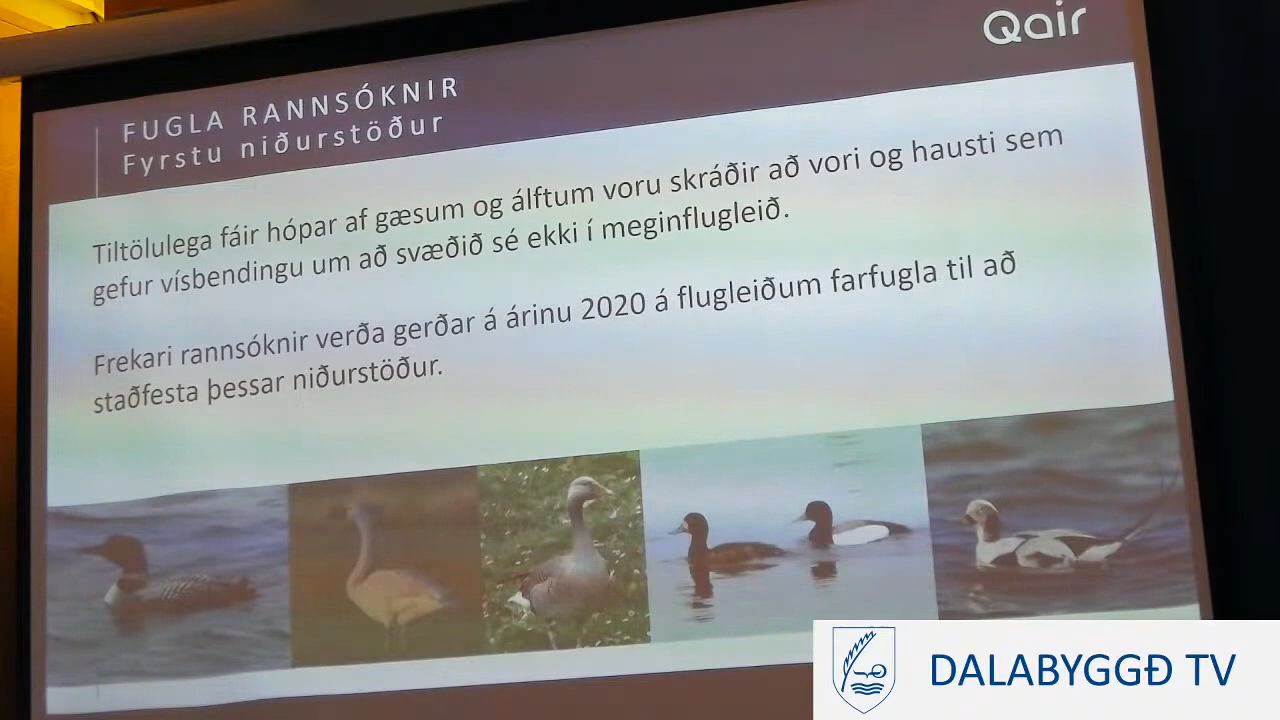 Qair
FUGLA RANNSÓKNIR
Fyrstu niðurstöður
Tiltölulega fáir hópar af gæsum og álftum voru skráðir að vori og hausti sem
gefur vísbendingu um að svæðið sé ekki í meginflugleið.
Frekari rannsóknir verða gerðar á árinu 2020 á flugleiðum farfugla til að
staðfesta þessar niðurstöður.
DALABYGGÐ TV